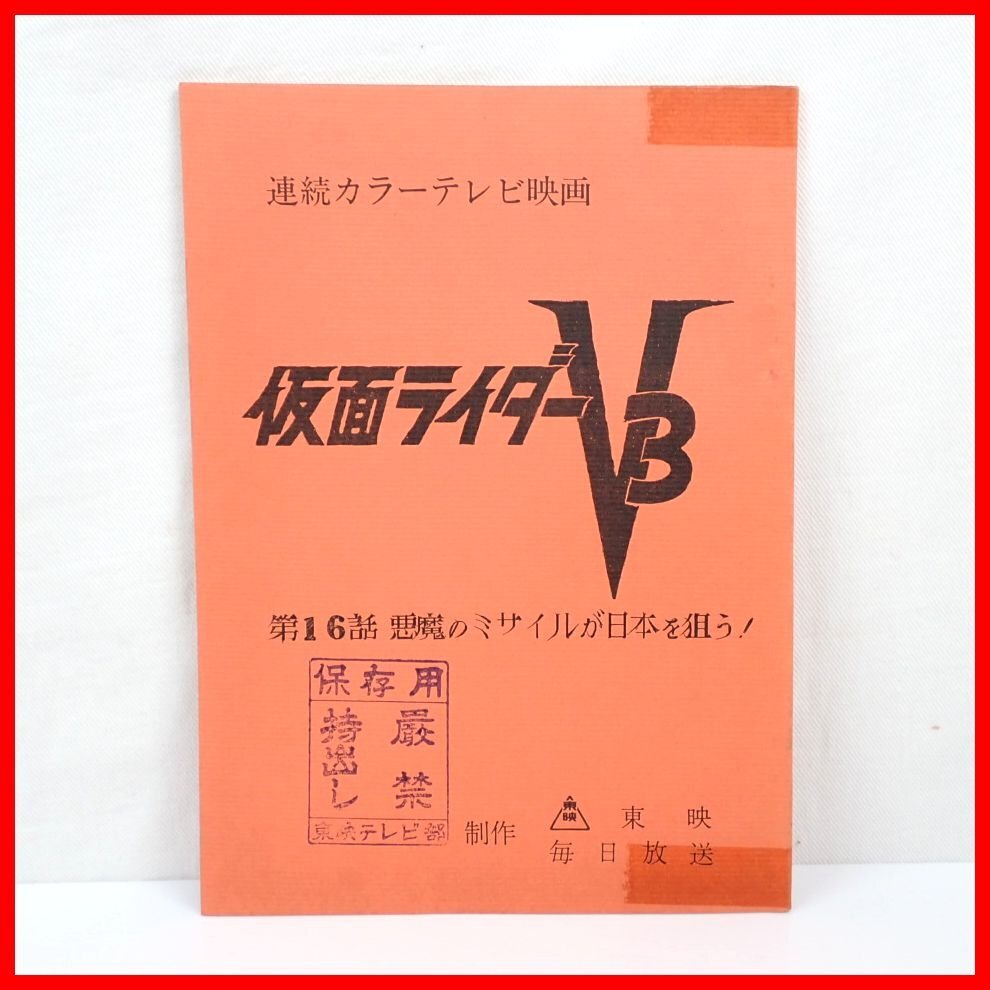 連続カラーテレビ映画
仮面ライダーV3
第16話 悪魔のミサイルが日本を狙う!
保存用
厳禁
持出し
東映テレビ部
制作
東映
東映
毎日放送